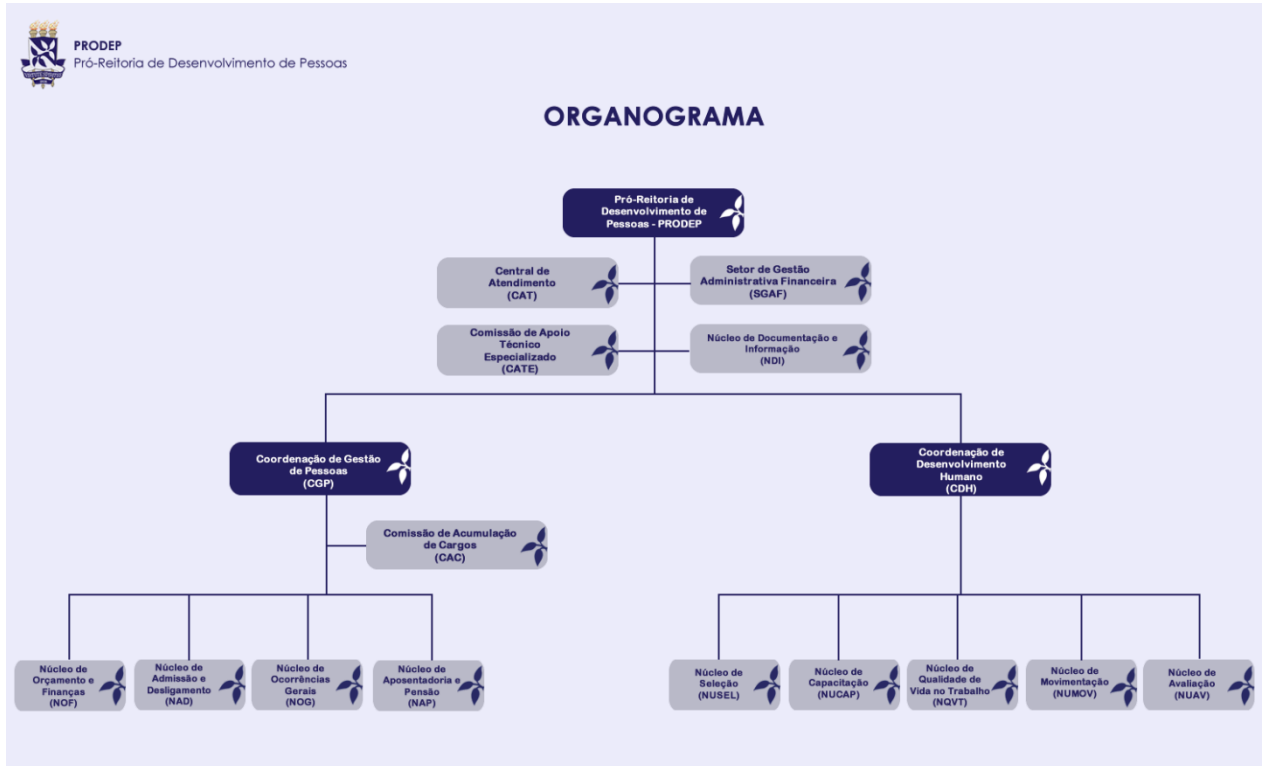 PRODEP
Pró-Reitoria de Desenvolvimento de Pessoas
ORGANOGRAMA
Pró-Reitoria de
Desenvolvimento de
Pessoas - PRODEP
Central de
Atendimento
(CAT)
Setor de Gestão
Administrativa Financeira
(SGAF)
Comissão de Apoio
Técnico
Especializado
(CATE)
Núcleo de Documentação e
Informação
(NDI)
Coordenação de Gestão
de Pessoas
(CGP)
Coordenação de
Desenvolvimento
Humano
(CDH)
Comissão de Acumulação
de Cargos
(CAC)
Núcleo de
Orçamento e
Finanças
(NOF)
Núcleo de
Admissão e
Desligamento
(NAD)
Núcleo de
Ocorrências
Gerais
(NOG)
Núcleo de
Aposentadoria e
Pensão
(NAP)
Núcleo de
Seleção
(NUSEL)
Núcleo de
Capacitação
(NUCAP)
Núcleo de
Qualidade de
Vida no Trabalho
(NQVT)
Núcleo de
Movimentação
(NUMOV)
Núcleo de
Avaliação
(NUAV)